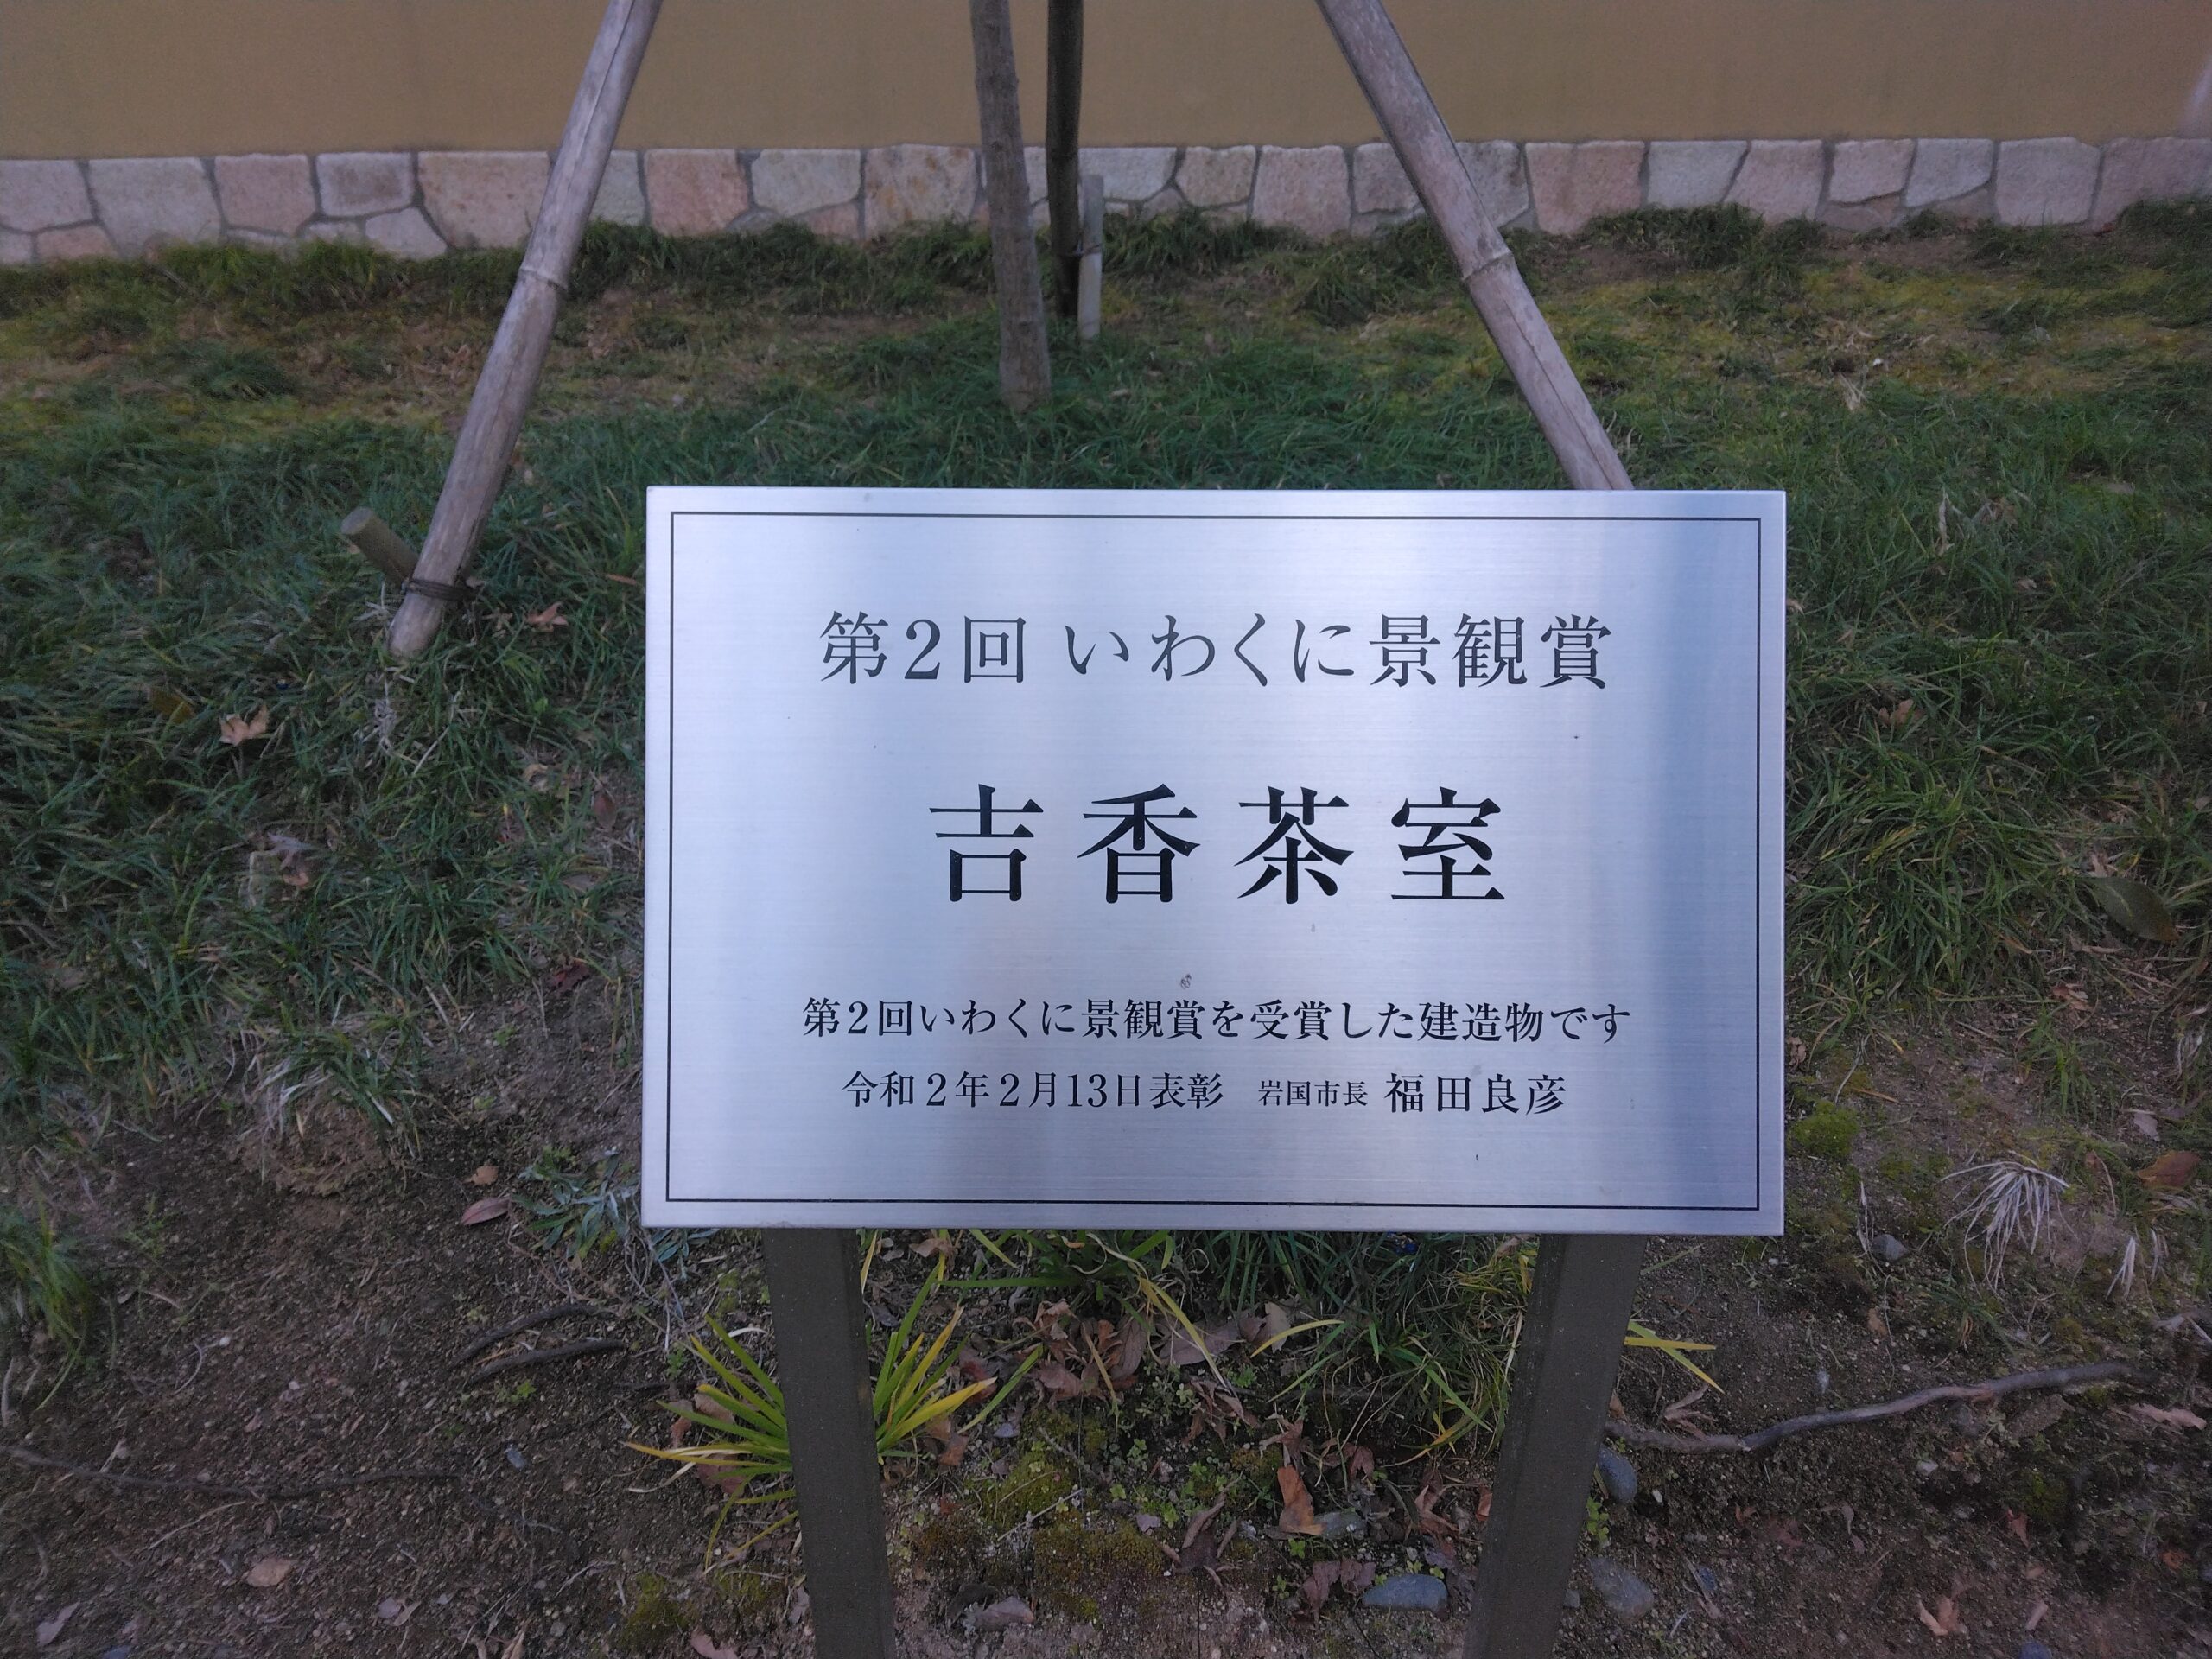 第2回 いわくに景観賞
吉香茶室
第2回いわくに景観賞を受賞した建造物です
令和2年2月13日表彰 岩国市長 福田良彦